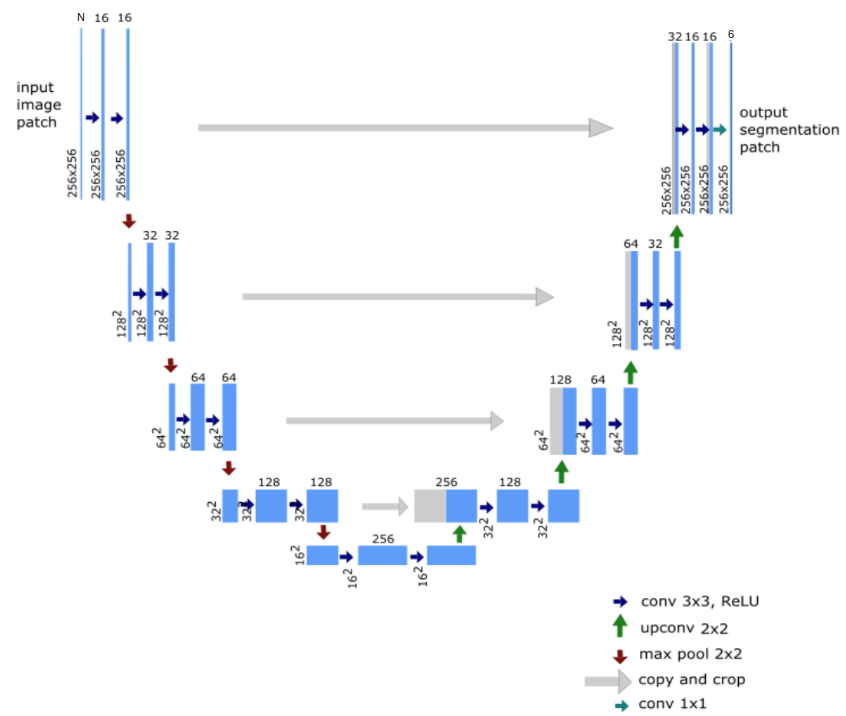 N 16 16
input
image
patch
256x256 256x256 256x256
32 16 16 6
output
segmentation
patch
256x256 256x256 256x256 256x256
32 32
128² 128² 128²
64 32
128² 128² 128²
64 64
64² 64² 64²
128 64
64² 64² 64²
128 128
32² 32² 32²
256 128
32² 32²
256
16² 16² 16²
conv 3x3, ReLU
upconv 2x2
max pool 2x2
copy and crop
conv 1x1